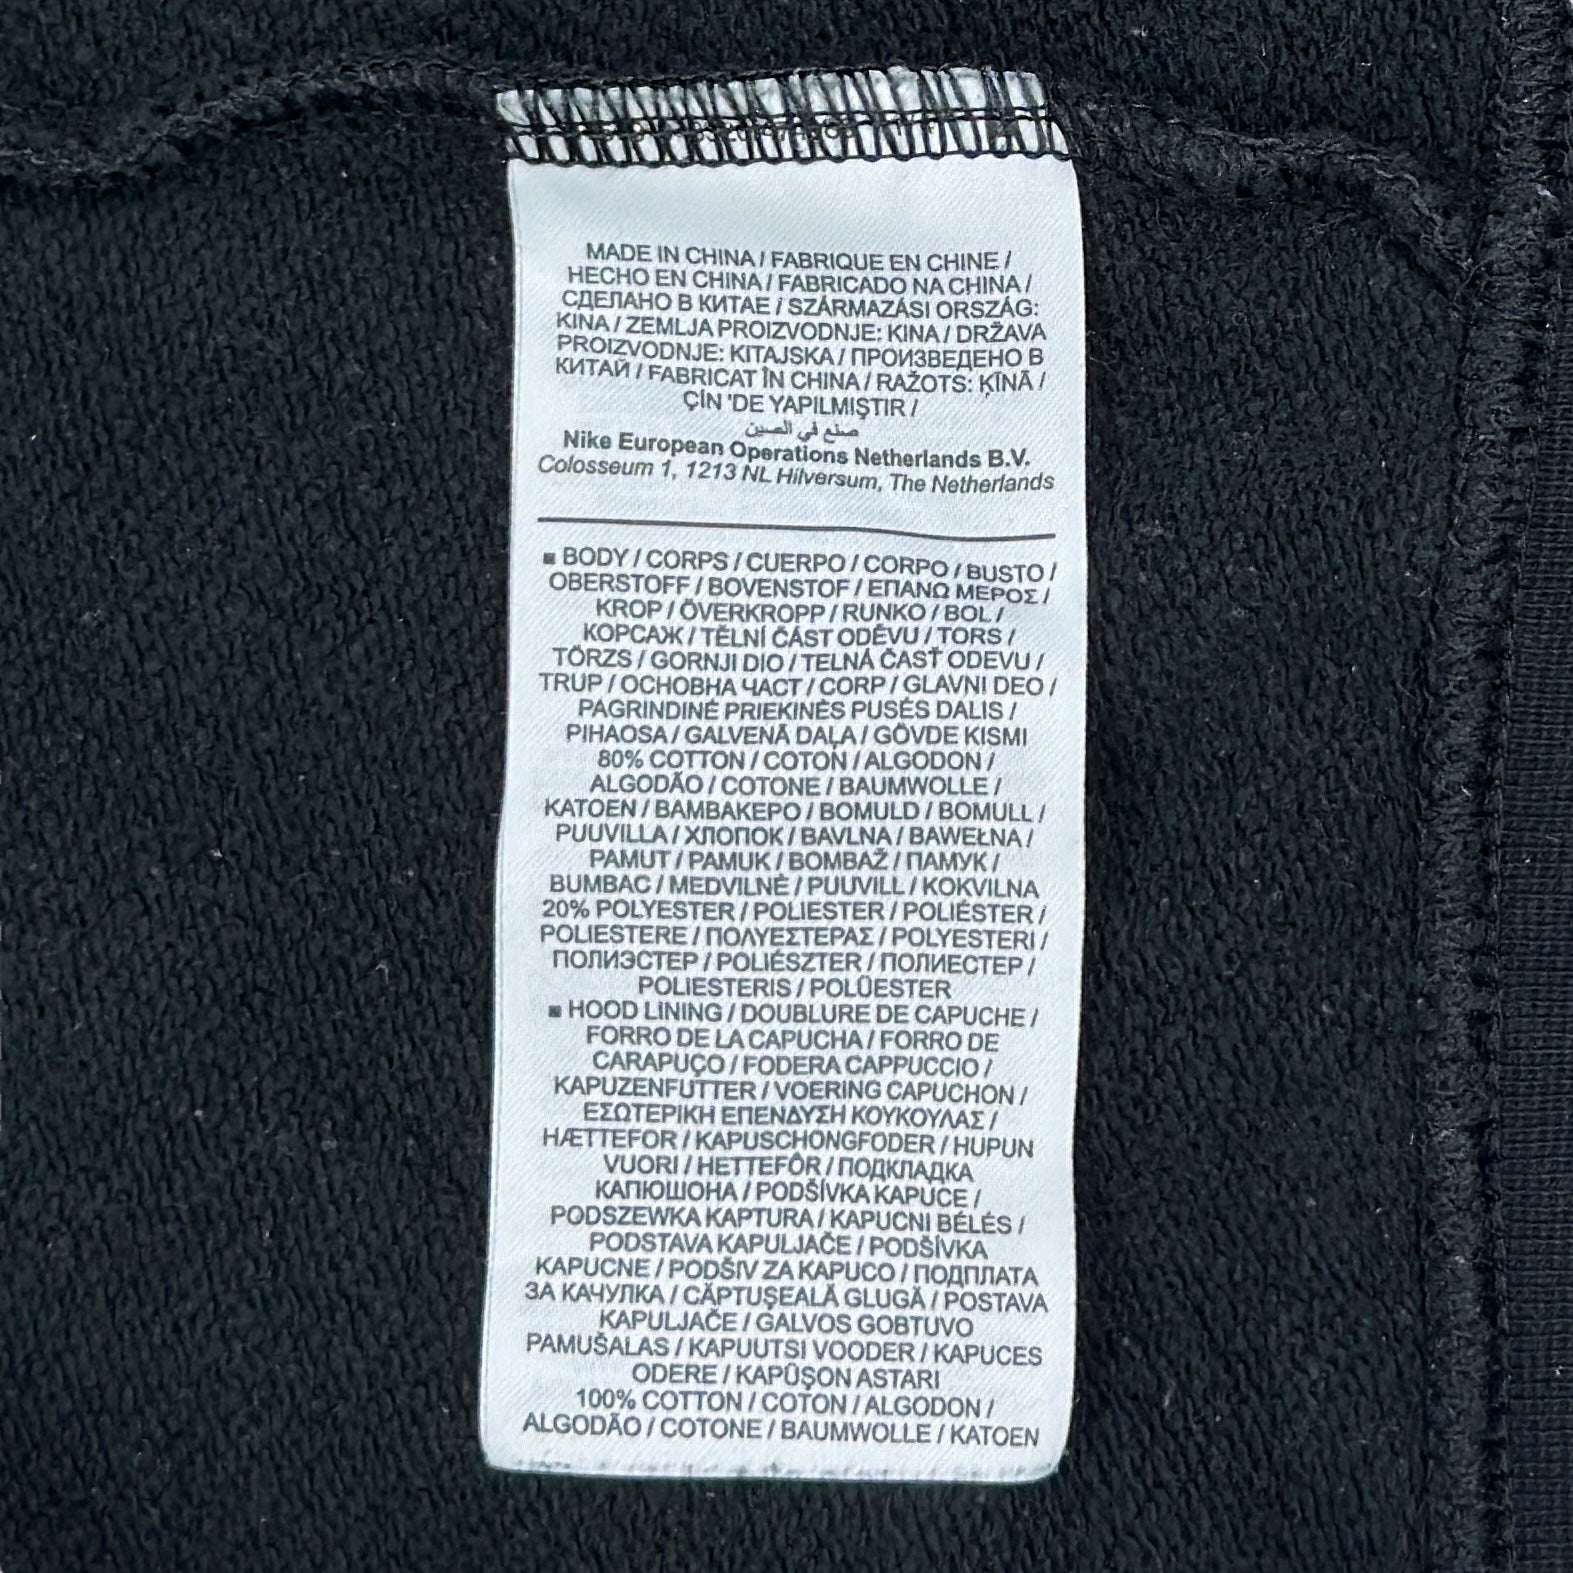 MADE IN CHINA / FABRIQUE EN CHINE /
HECHO EN CHINA / FABRICADO NA CHINA /
СДЕЛАНО В КИТАЕ / SZÁRMAZÁSI ORSZÁG:
KINA / ZEMLJA PROIZVODNJE: KINA / DRŽAVA
PROIZVODNJE: KITAJSKA / ПРОИЗВЕДЕНО В
КИТАЙ / FABRICAT ÎN CHINA / RAŽOTS: ĶĪNĀ /
ÇİN 'DE YAPILMIŞTIR /
صنع في الصين
Nike European Operations Netherlands B.V.
Colosseum 1, 1213 NL Hilversum, The Netherlands
▪ BODY / CORPS / CUERPO / CORPO / BUSTO /
OBERSTOFF / BOVENSTOF / ΕΠΑΝΩ ΜΕΡΟΣ /
KROP / ÖVERKROPP / RUNKO / BOL /
КОРСАЖ / TĚLNÍ ČÁST ODĚVU / TORS /
TÖRZS / GORNJI DIO / TELNÁ ČASŤ ODEVU /
TRUP / ОСНОВНА ЧАСТ / CORP / GLAVNI DEO /
PAGRINDINĖ PRIEKINĖS PUSĖS DALIS /
PIHAOSA / GALVENĀ DAĻA / GÖVDE KISMI
80% COTTON / COTON / ALGODON /
ALGODÃO / COTONE / BAUMWOLLE /
KATOEN / ΒΑΜΒΑΚΕΡΟ / BOMULD / BOMULL /
PUUVILLA / ХЛОПОК / BAVLNA / BAWEŁNA /
PAMUT / PAMUK / BOMBAŽ / ПАМУК /
BUMBAC / MEDVILNĖ / PUUVILL / KOKVILNA
20% POLYESTER / POLIESTER / POLIÉSTER /
POLIESTERE / ΠΟΛΥΕΣΤΕΡΑΣ / POLYESTERI /
ПОЛИЭСТЕР / POLIÉSZTER / ПОЛИЕСТЕР /
POLIESTERIS / POLÜESTER
▪ HOOD LINING / DOUBLURE DE CAPUCHE /
FORRO DE LA CAPUCHA / FORRO DE
CARAPUÇO / FODERA CAPPUCCIO /
KAPUZENFUTTER / VOERING CAPUCHON /
ΕΣΩΤΕΡΙΚΗ ΕΠΕΝΔΥΣΗ ΚΟΥΚΟΥΛΑΣ /
HÆTTEFOR / KAPUSCHONGFODER / HUPUN
VUORI / HETTEFÔR / ПОДКЛАДКА
КАПЮШОНА / PODŠÍVKA KAPUCE /
PODSZEWKA KAPTURA / KAPUCNI BÉLÉS /
PODSTAVA KAPULJAČE / PODŠÍVKA
KAPUCNE / PODŠIV ZA KAPUCO / ПОДПЛАТА
ЗА КАЧУЛКА / CĂPTUŞEALĂ GLUGĂ / POSTAVA
KAPULJAČE / GALVOS GOBTUVO
PAMUŠALAS / KAPUUTSI VOODER / KAPUCES
ODERE / KAPÜŞON ASTARI
100% COTTON / COTON / ALGODON /
ALGODÃO / COTONE / BAUMWOLLE / KATOEN